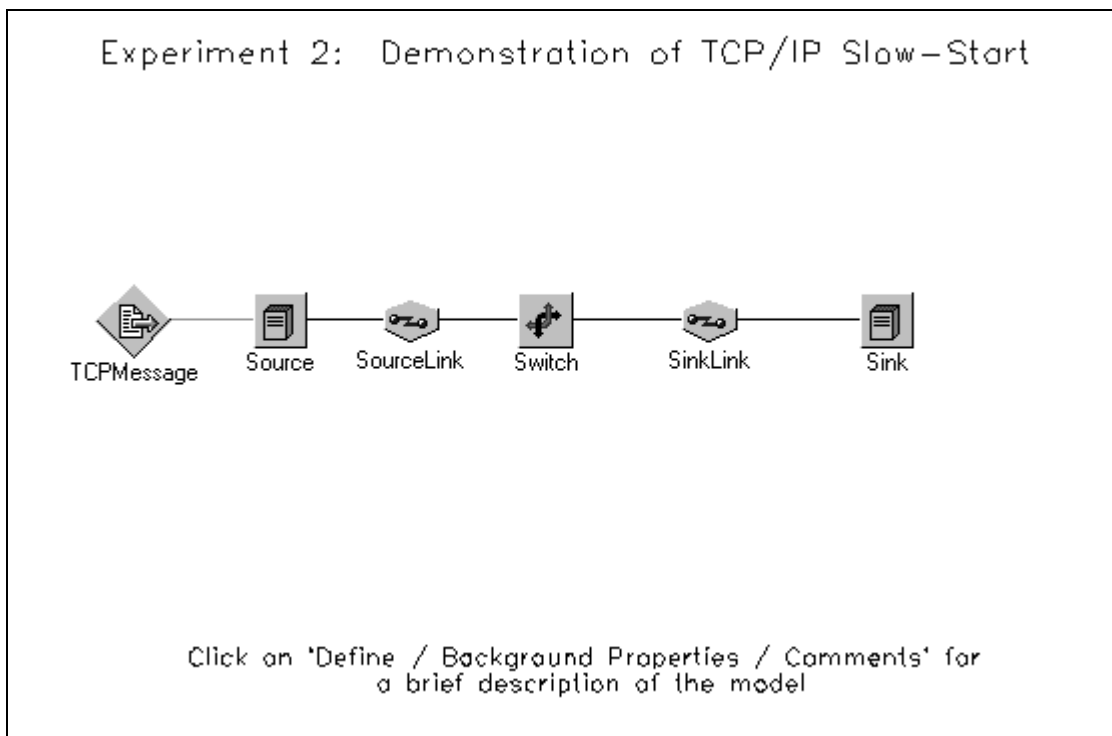 Experiment 2: Demonstration of TCP/IP Slow-Start
TCPMessage
Source
SourceLink
Switch
SinkLink
Sink
Click on 'Define / Background Properties / Comments' for
a brief description of the model